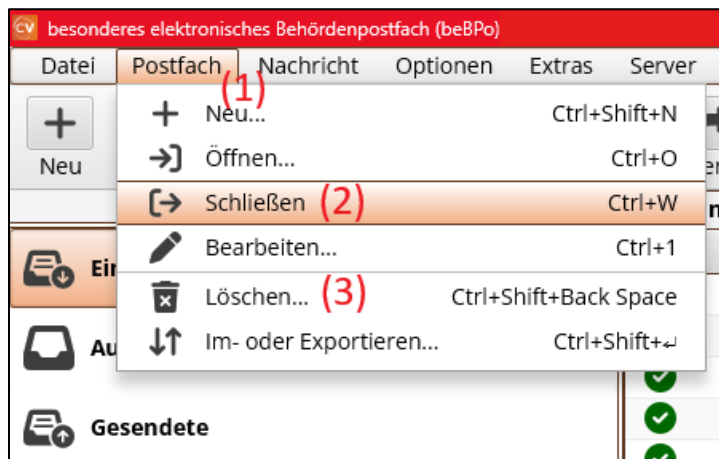 CV besonderes elektronisches Behördenpostfach (beBPo)
Datei Postfach Nachricht Optionen Extras Server
(1)
Neu... Ctrl+Shift+N
Neu
Öffnen... Ctrl+O
Schließen (2) Ctrl+W
Bearbeiten... Ctrl+1
Löschen... (3) Ctrl+Shift+Back Space
Im- oder Exportieren... Ctrl+Shift+↵
Gesendete